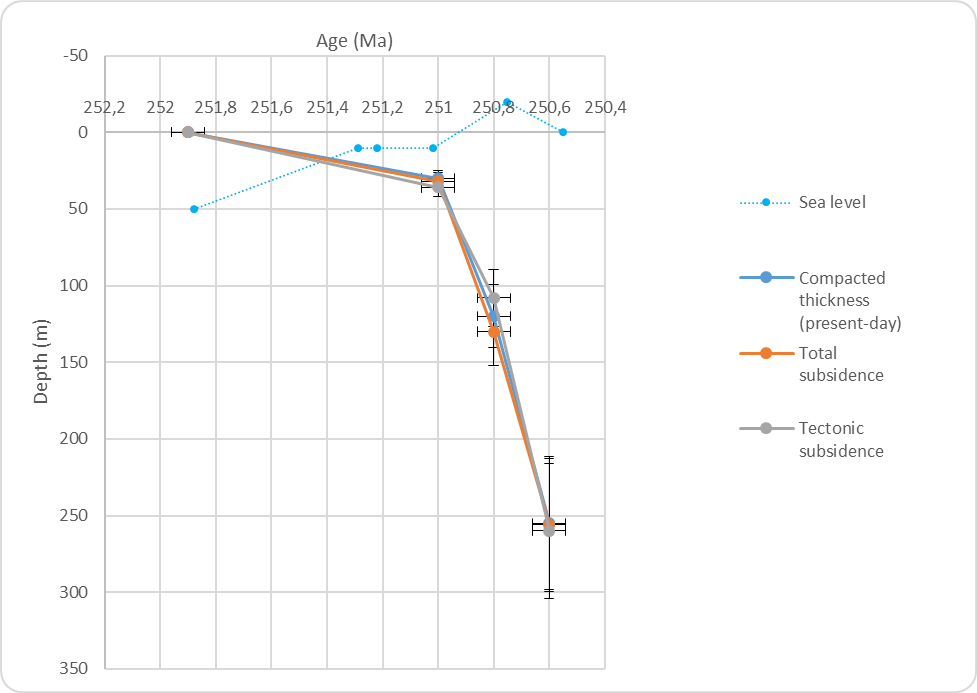 Age (Ma)
-50
252,2 252 251,8 251,6 251,4 251,2 251 250,8 250,6 250,4
0
50
100
150
200
250
300
350
Depth (m)
Sea level
Compacted
thickness
(present-day)
Total
subsidence
Tectonic
subsidence